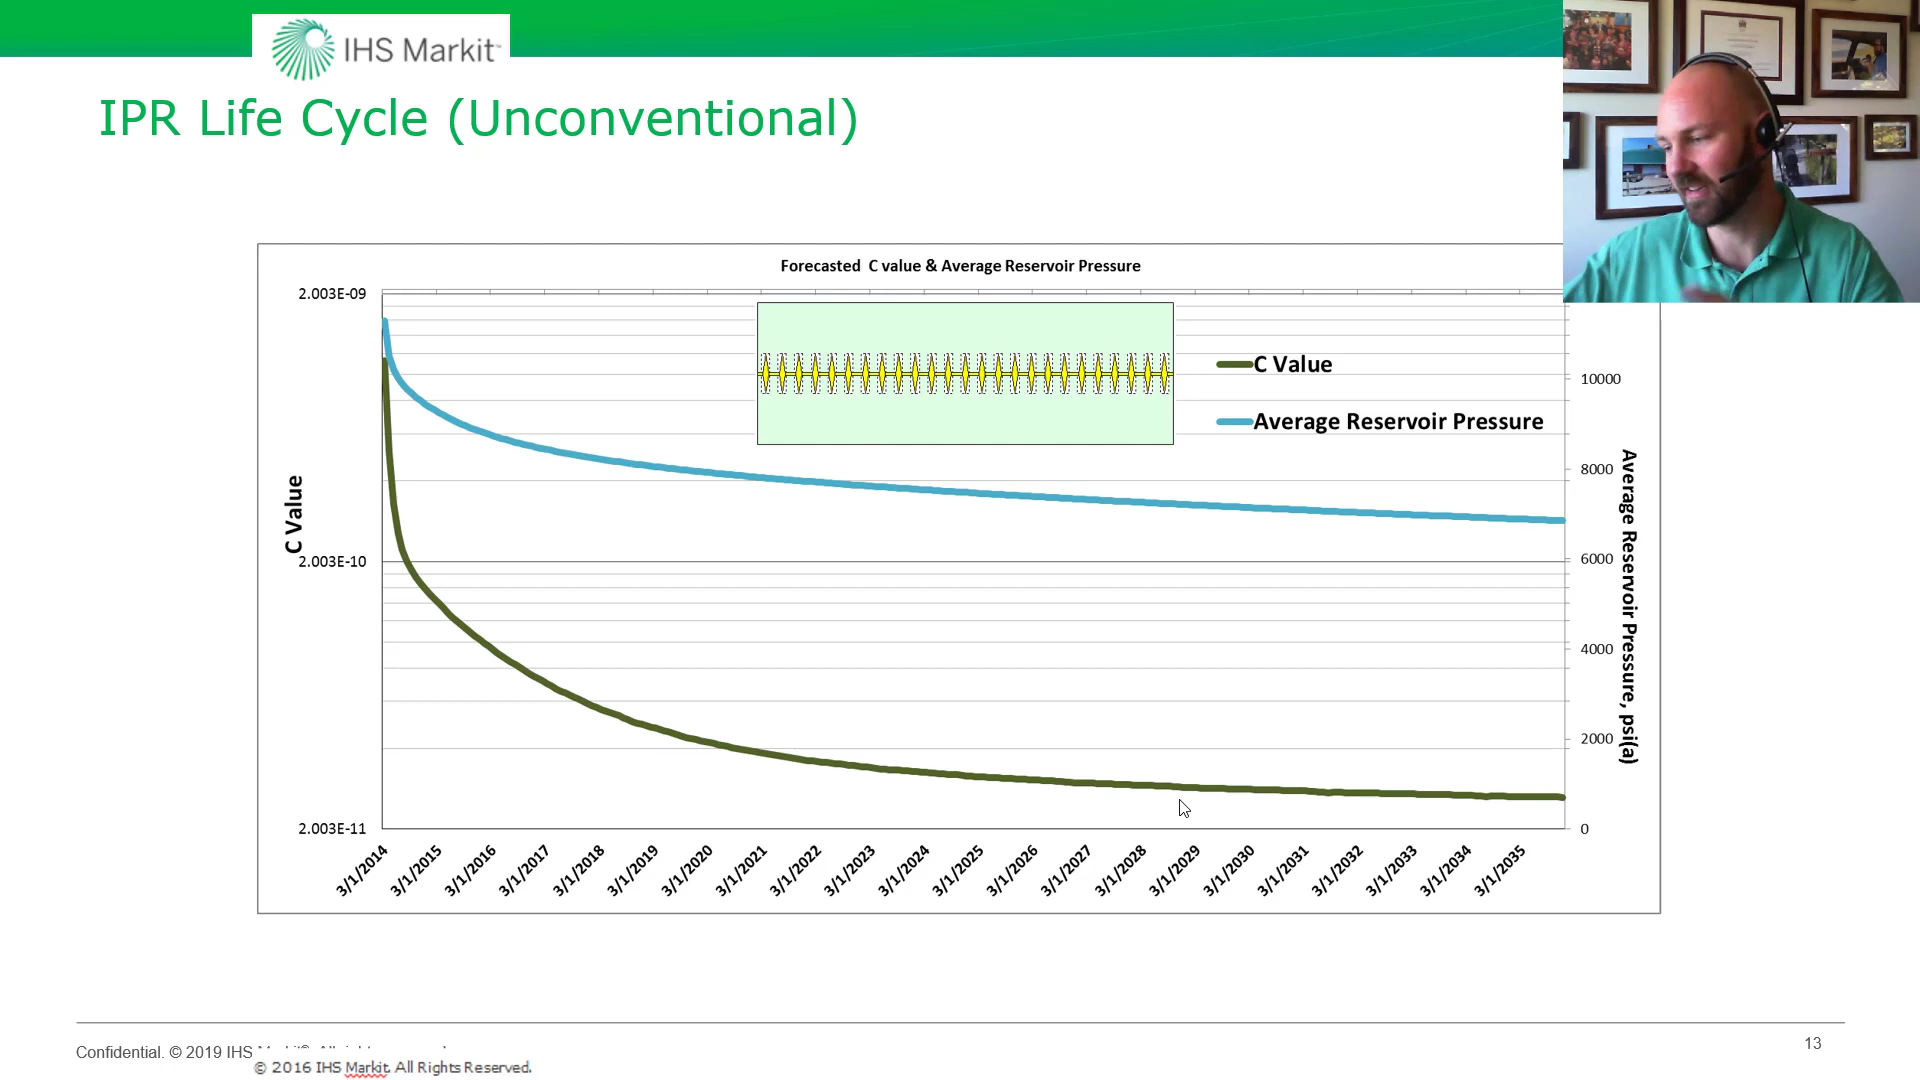 IHS Markit™
IPR Life Cycle (Unconventional)
Forecasted C value & Average Reservoir Pressure
C Value
Average Reservoir Pressure
C Value
2.003E-09
2.003E-10
2.003E-11
10000
8000
6000
4000
2000
0
Average Reservoir Pressure, psi(a)
3/1/2014
3/1/2015
3/1/2016
3/1/2017
3/1/2018
3/1/2019
3/1/2020
3/1/2021
3/1/2022
3/1/2023
3/1/2024
3/1/2025
3/1/2026
3/1/2027
3/1/2028
3/1/2029
3/1/2030
3/1/2031
3/1/2032
3/1/2033
3/1/2034
3/1/2035
Confidential. © 2019 IHS
© 2016 IHS Markit. All Rights Reserved.
13